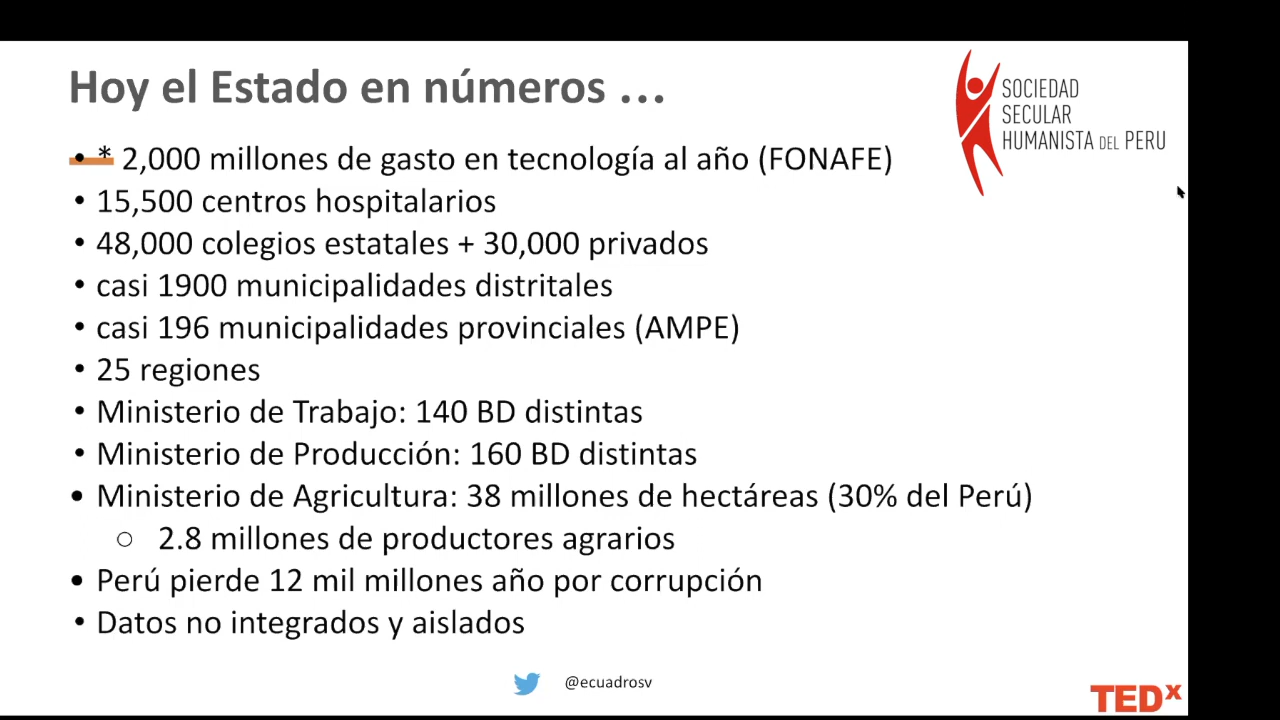 Hoy el Estado en números ...
SOCIEDAD
SECULAR
HUMANISTA DEL PERU
• * 2,000 millones de gasto en tecnología al año (FONAFE)
• 15,500 centros hospitalarios
• 48,000 colegios estatales + 30,000 privados
• casi 1900 municipalidades distritales
• casi 196 municipalidades provinciales (AMPE)
• 25 regiones
• Ministerio de Trabajo: 140 BD distintas
• Ministerio de Producción: 160 BD distintas
• Ministerio de Agricultura: 38 millones de hectáreas (30% del Perú)
○ 2.8 millones de productores agrarios
• Perú pierde 12 mil millones año por corrupción
• Datos no integrados y aislados
@ecuadrosv
TEDx